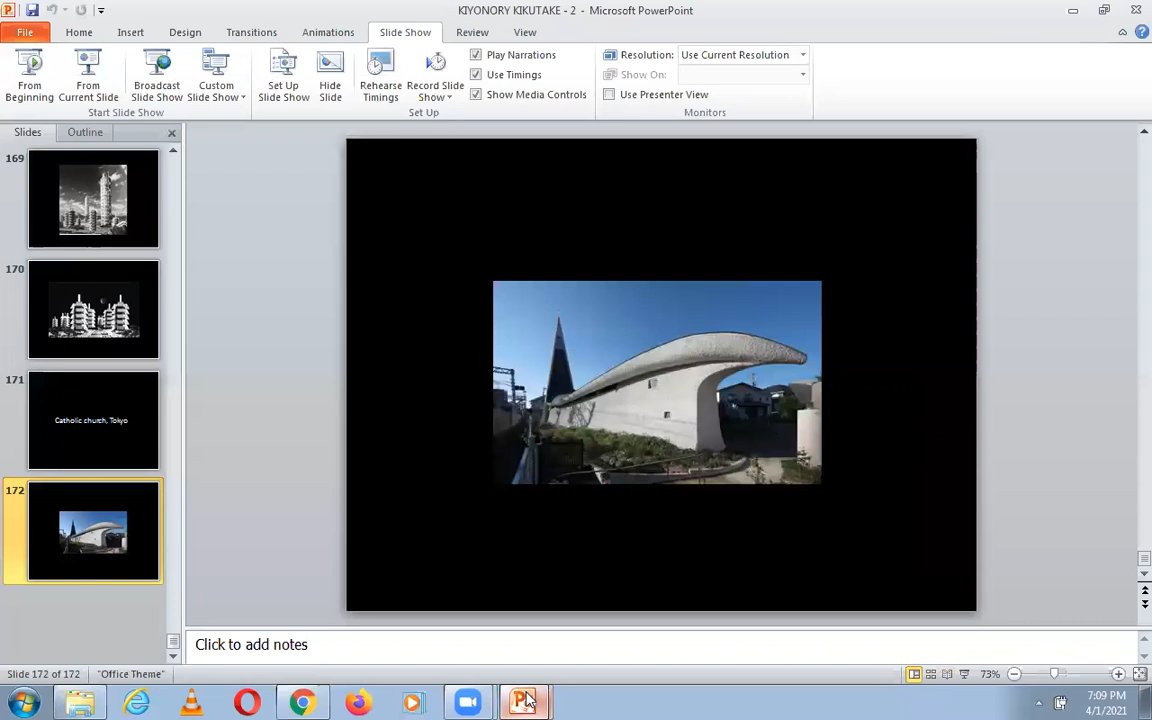 KIYONORY KIKUTAKE - 2 - Microsoft PowerPoint
File Home Insert Design Transitions Animations Slide Show Review View
From Beginning
From Current Slide
Broadcast Slide Show
Custom Slide Show
Start Slide Show
Set Up Slide Show
Hide Slide
Rehearse Timings
Record Slide Show
Play Narrations
Use Timings
Show Media Controls
Set Up
Resolution: Use Current Resolution
Show On:
Use Presenter View
Monitors
Slides Outline
169
170
171
Catholic church, Tokyo
172
Click to add notes
Slide 172 of 172 "Office Theme" 73%
7:09 PM
4/1/2021